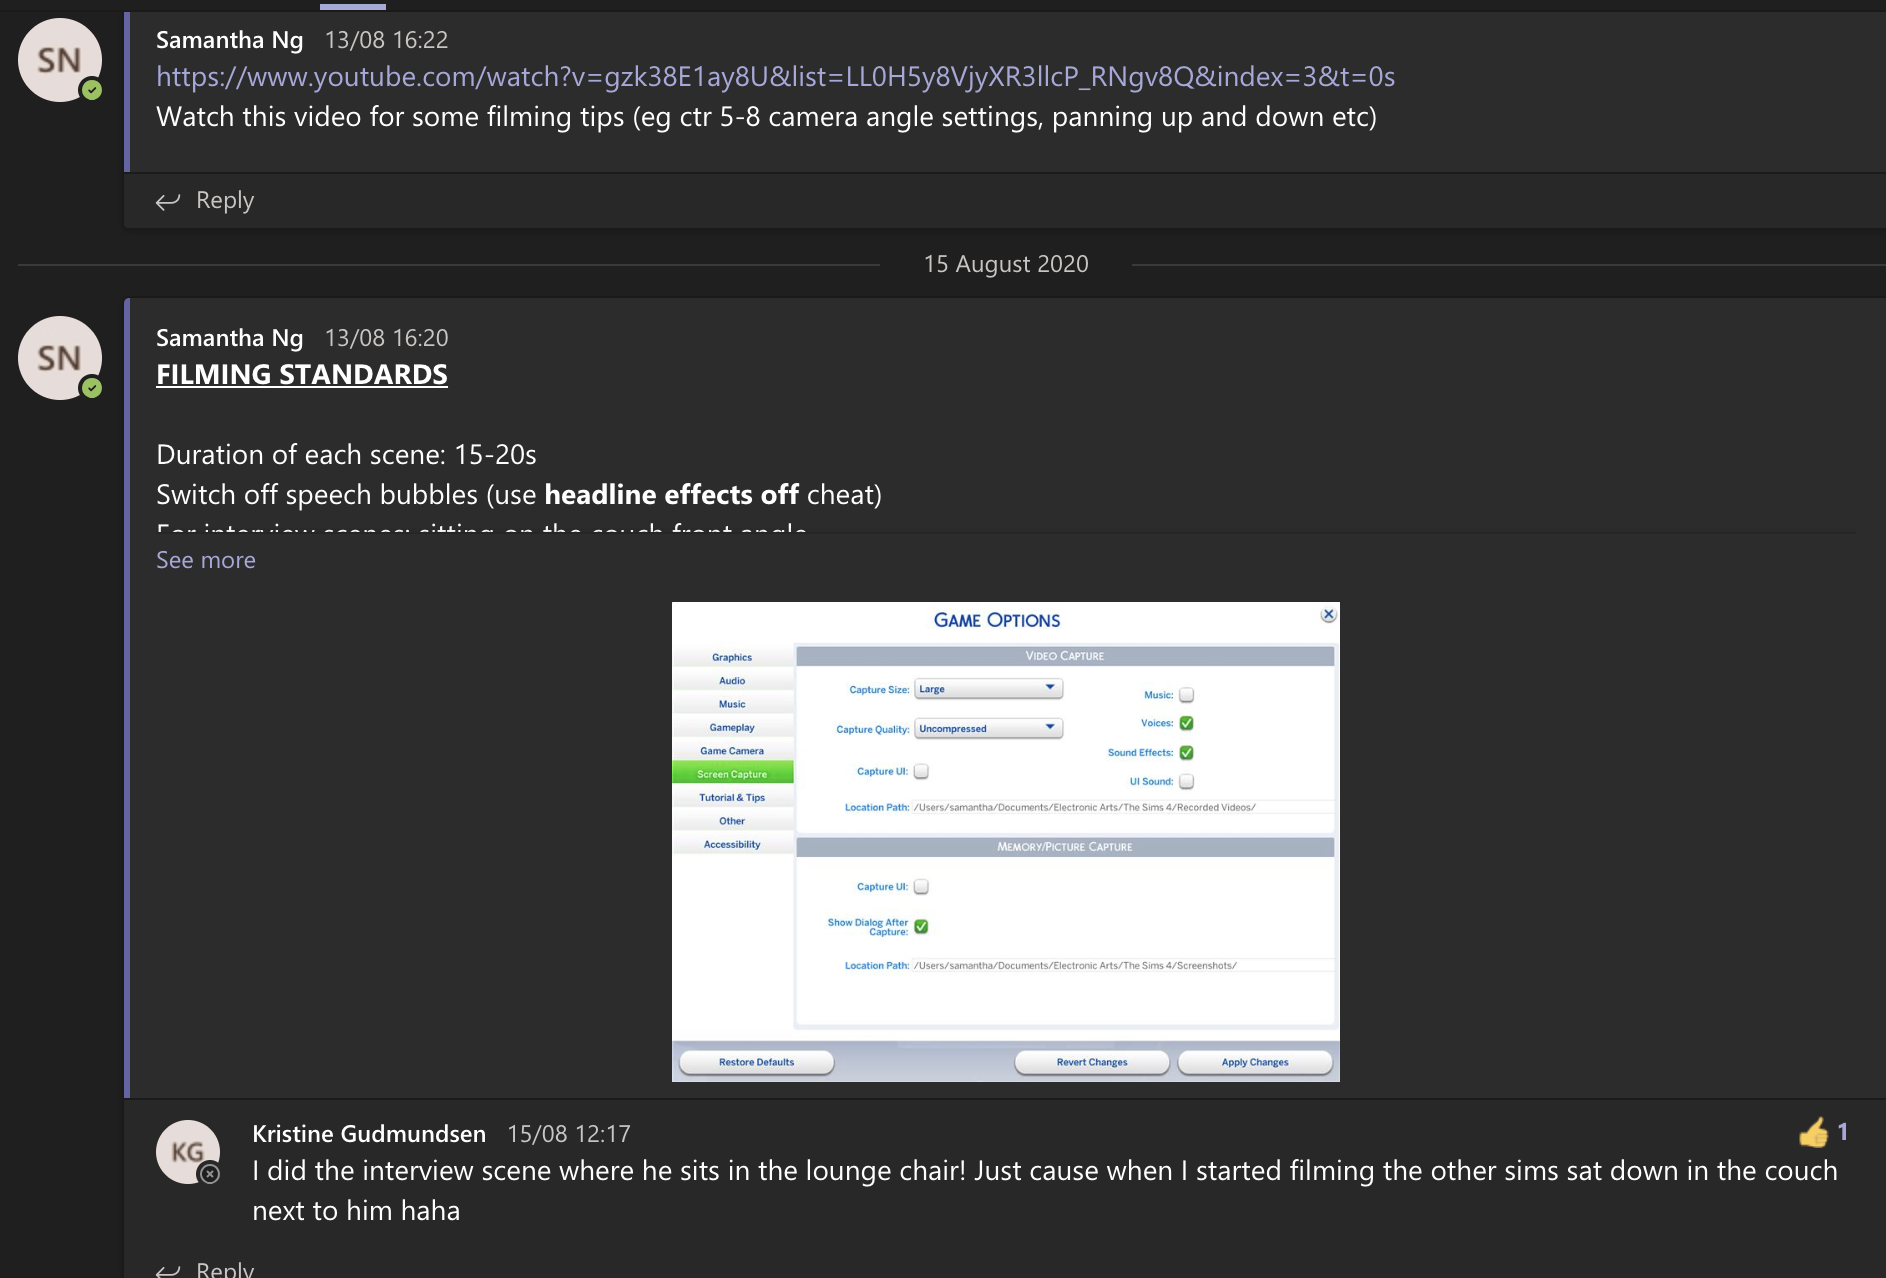 SN
Samantha Ng 13/08 16:22
https://www.youtube.com/watch?v=gzk38E1ay8U&list=LL0H5y8VjyXR3llcP_RNgv8Q&index=3&t=0s
Watch this video for some filming tips (eg ctr 5-8 camera angle settings, panning up and down etc)
Reply
15 August 2020
SN
Samantha Ng 13/08 16:20
FILMING STANDARDS
Duration of each scene: 15-20s
Switch off speech bubbles (use headline effects off cheat)
For interview scenes: sitting on the couch front angle
See more
GAME OPTIONS
Graphics
Audio
Music
Gameplay
Game Camera
Screen Capture
Tutorial & Tips
Other
Accessibility
VIDEO CAPTURE
Capture Size: Large
Music:
Capture Quality: Uncompressed
Voices:
Sound Effects:
Capture UI:
UI Sound:
Location Path: /Users/samantha/Documents/Electronic Arts/The Sims 4/Recorded Videos/
MEMORY/PICTURE CAPTURE
Capture UI:
Show Dialog After
Capture:
Location Path: /Users/samantha/Documents/Electronic Arts/The Sims 4/Screenshots/
Restore Defaults
Revert Changes
Apply Changes
KG
Kristine Gudmundsen 15/08 12:17
1
I did the interview scene where he sits in the lounge chair! Just cause when I started filming the other sims sat down in the couch
next to him haha
Reply